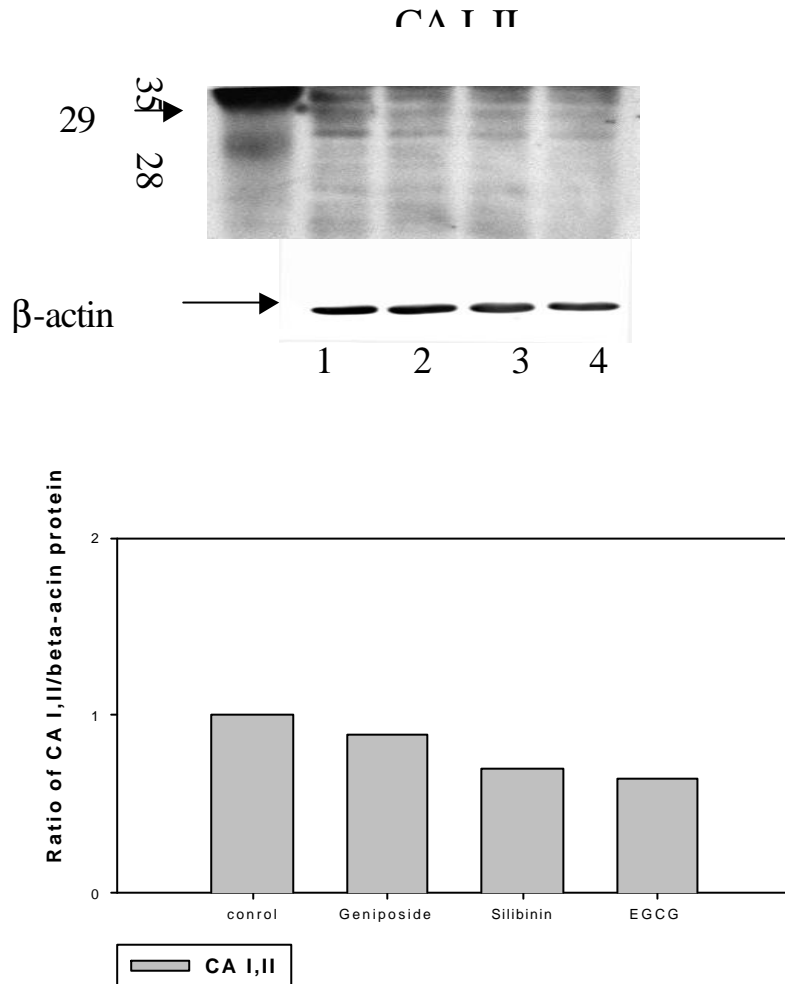 CA I, II
35
29
28
β-actin
1 2 3 4
Ratio of CA I,II/beta-acin protein
2
1
0
conrol Geniposide Silibinin EGCG
CA I,II